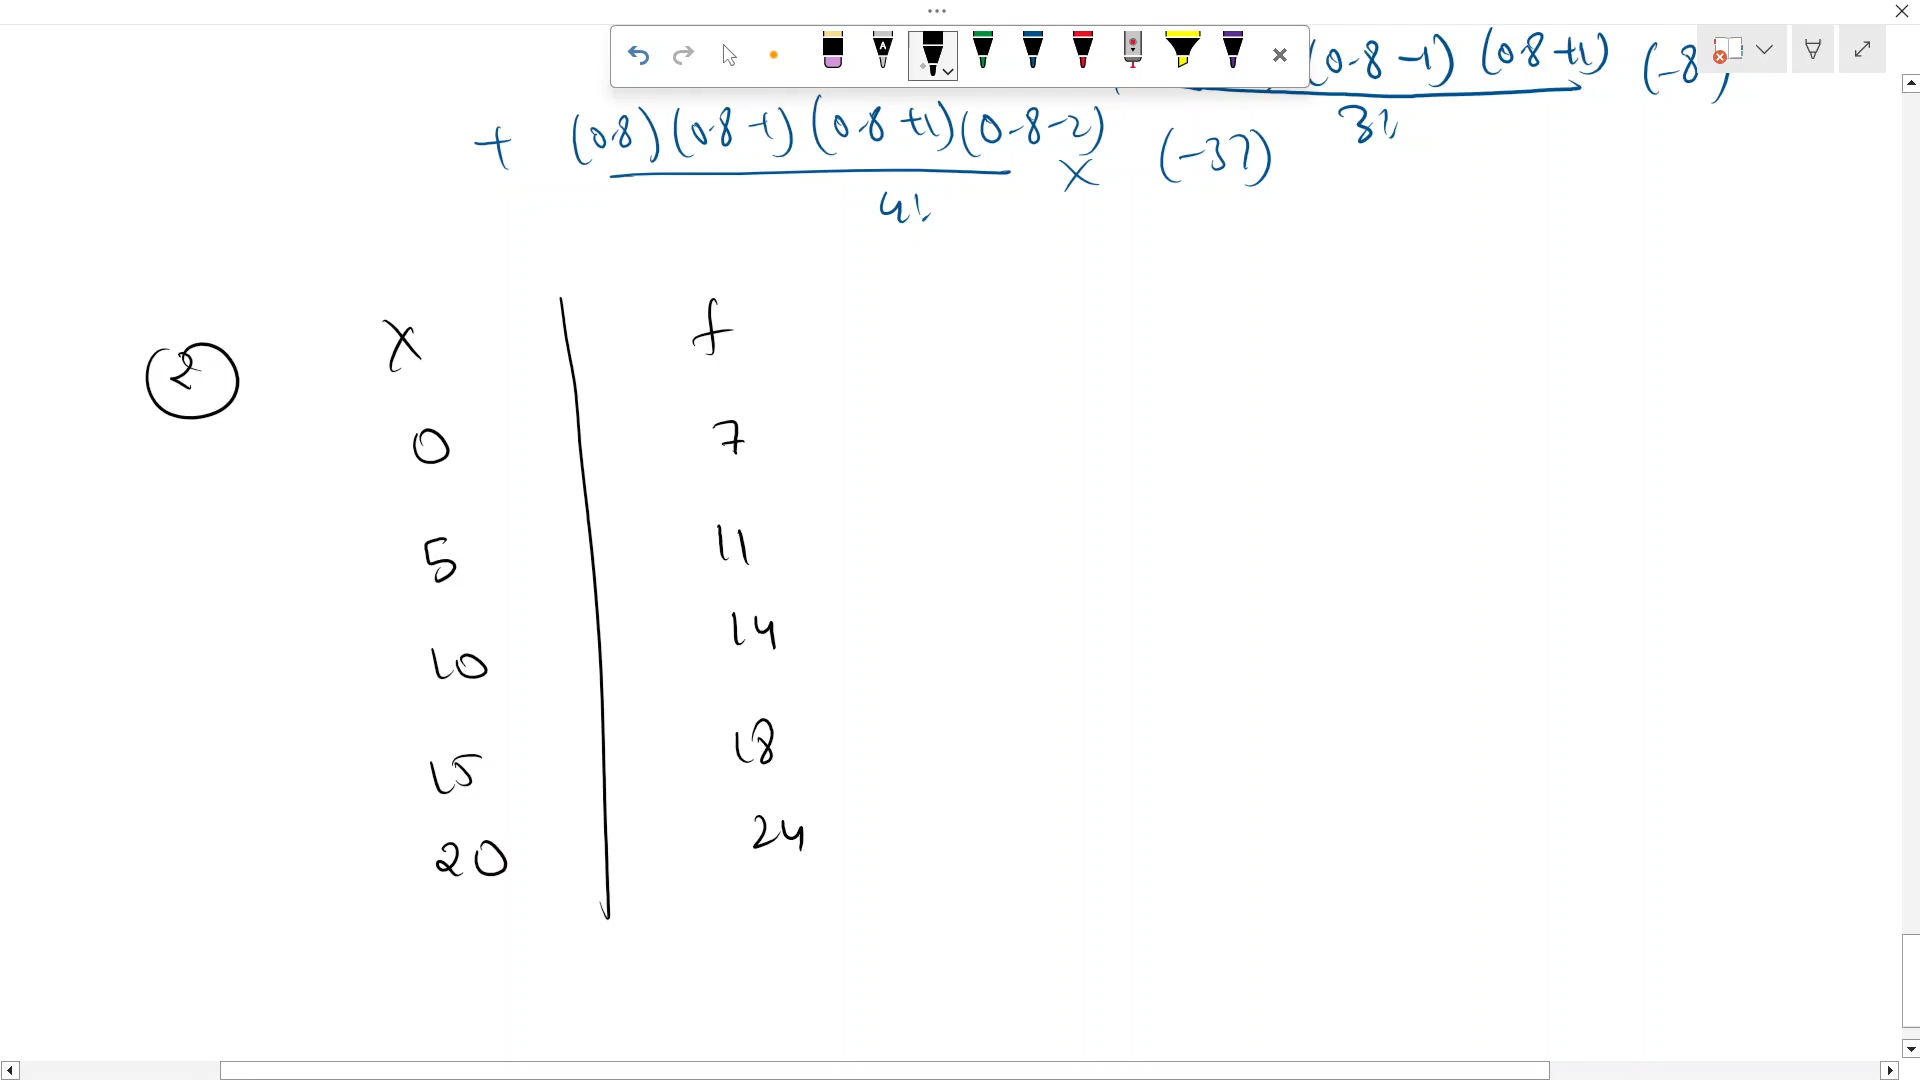 (0.8-1) (0.8+1) (-8)
3!
+ (0.8)(0.8-1)(0.8+1)(0.8-2) × (-37)
4!
② x f
0 7
5 11
10 14
15 18
20 24